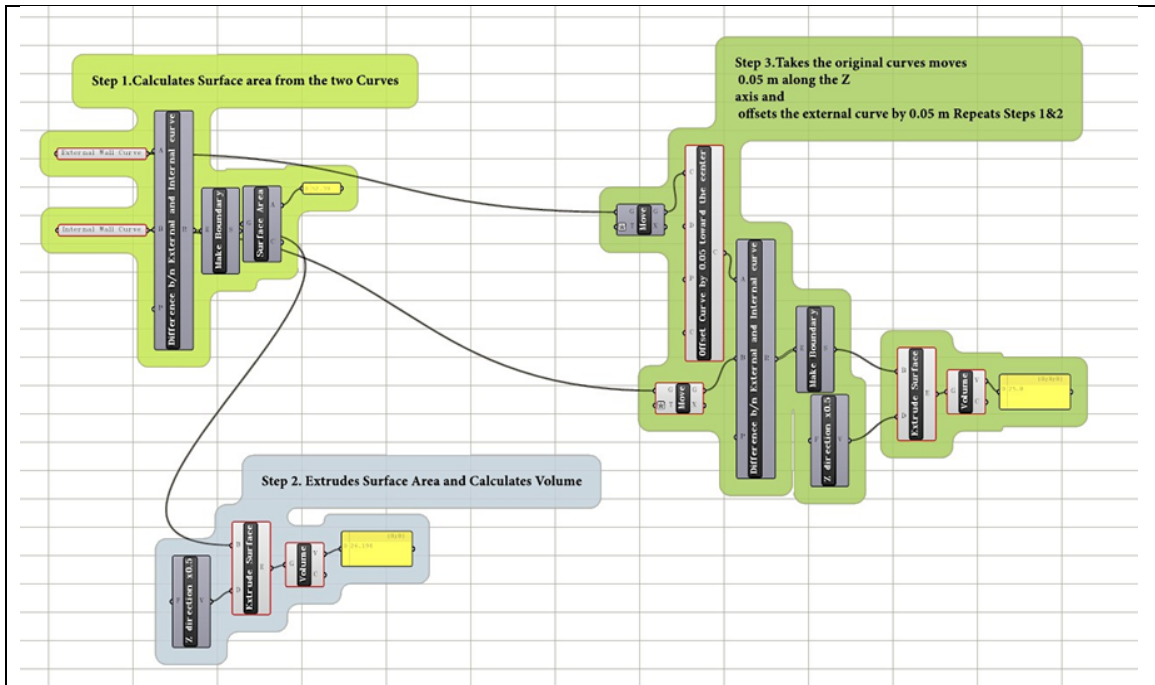 Step 1.Calculates Surface area from the two Curves
External Wall Curve
A
Internal Wall Curve
B
P
Difference b/n External and Internal curve
Make Boundary
Surface Area
G
A
C
Step 2. Extrudes Surface Area and Calculates Volume
Z direction x0.5
Extrude Surface
Volume
G
V
C
Step 3.Takes the original curves moves
0.05 m along the Z
axis and
offsets the external curve by 0.05 m Repeats Steps 1&2
Move
Offset Curve by 0.05 toward the center
Move
Difference b/n External and Internal curve
Make Boundary
Z direction x0.5
Extrude Surface
Volume